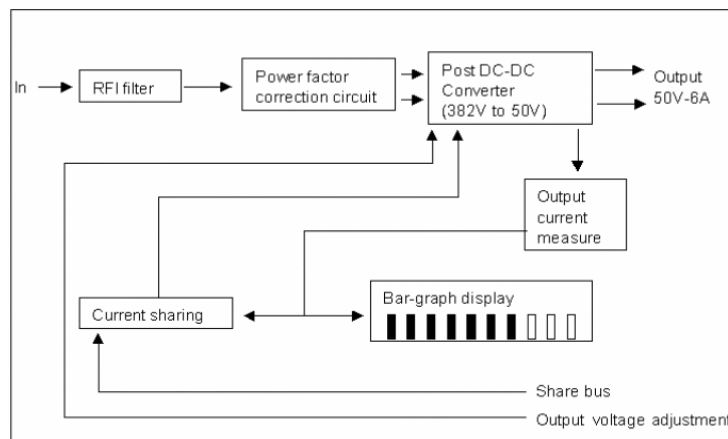 In
RFI filter
Power factor
correction circuit
Post DC-DC
Converter
(382V to 50V)
Output
50V-6A
Output
current
measure
Current sharing
Bar-graph display
Share bus
Output voltage adjustment